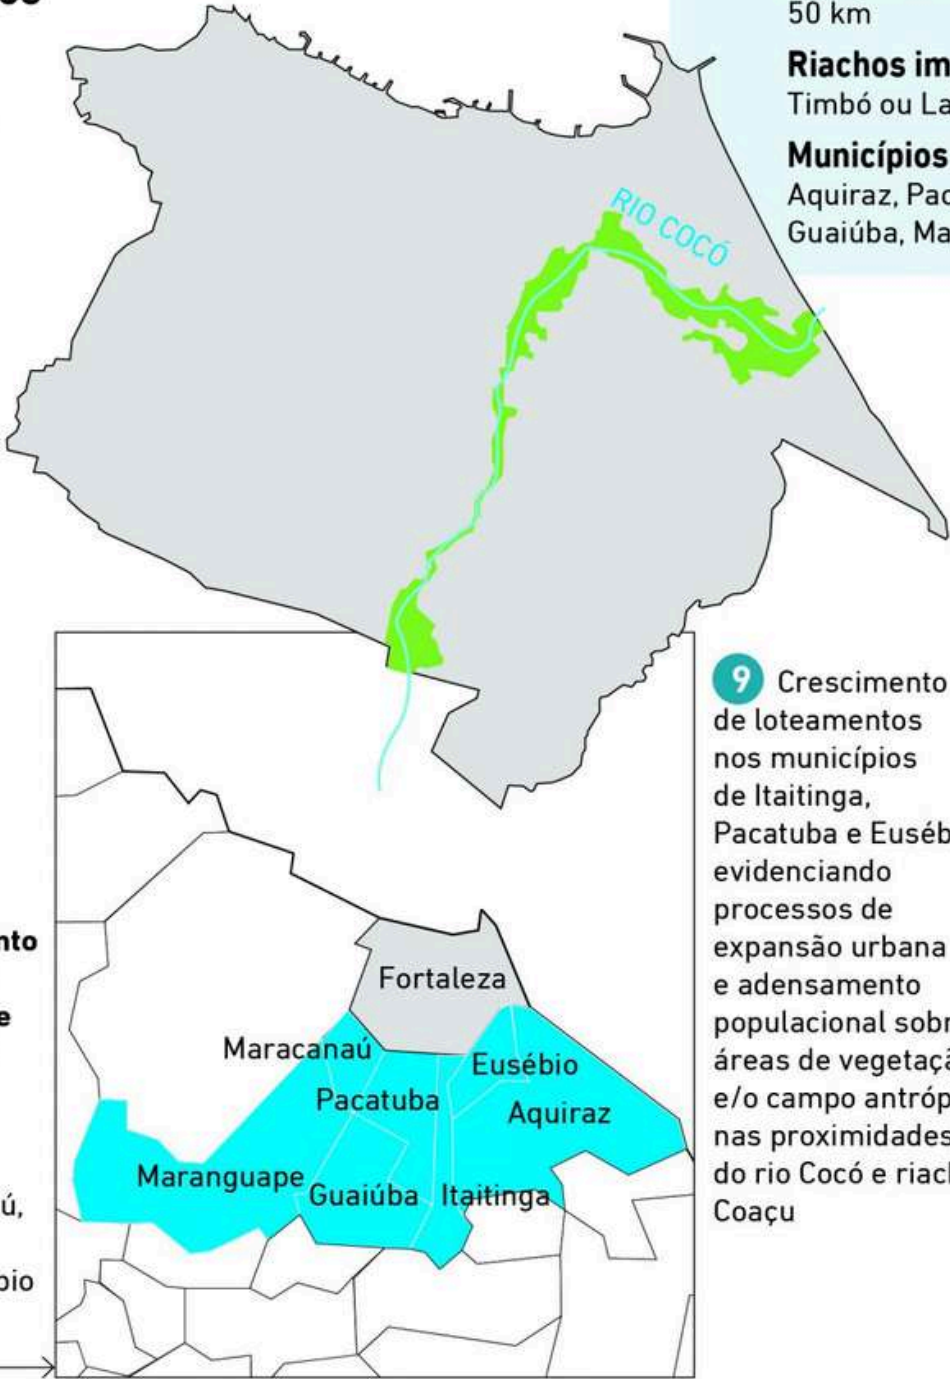 50 km
Riachos im
Timbó ou La
Municípios
Aquiraz, Pac
Guaiúba, Ma
RIO COCÓ
9 Crescimento
de loteamentos
nos municípios
de Itaitinga,
Pacatuba e Euséb
evidenciando
processos de
expansão urbana
e adensamento
populacional sobr
áreas de vegetaçã
e/o campo antróp
nas proximidades
do rio Cocó e riac
Coaçu
nto
e
ú,
bio
Fortaleza
Maracanaú
Eusébio
Pacatuba
Aquiraz
Maranguape
Guaiúba
Itaitinga